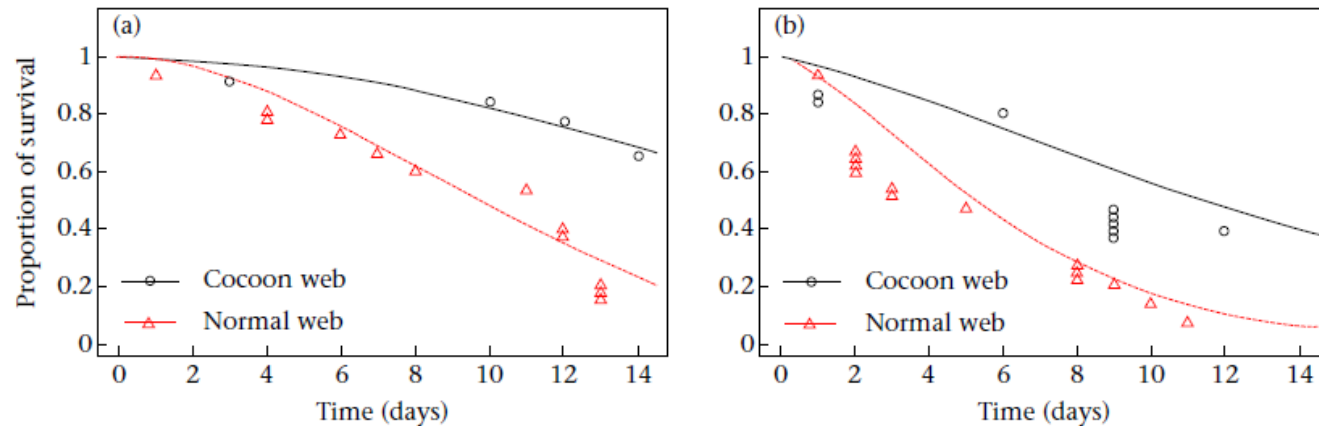 (a)
(b)
Proportion of survival
1
0.8
0.6
0.4
0.2
0
Cocoon web
Normal web
0 2 4 6 8 10 12 14
Time (days)
1
0.8
0.6
0.4
0.2
0
Cocoon web
Normal web
0 2 4 6 8 10 12 14
Time (days)